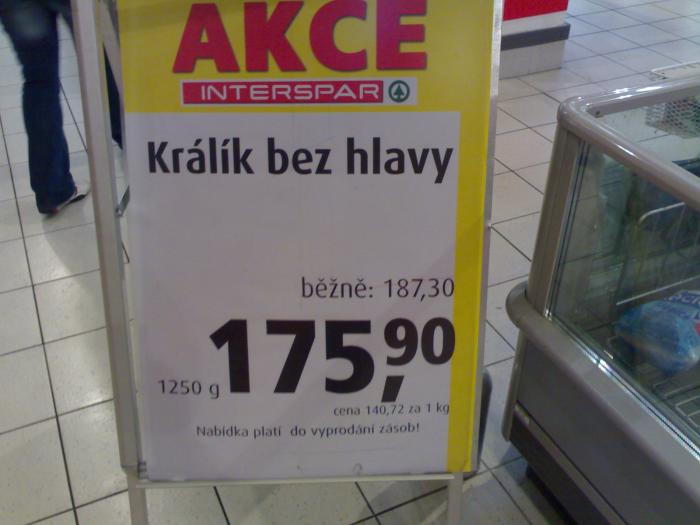 AKCE
INTERSPAR
Králík bez hlavy
běžně: 187,30
1250 g 175,90
cena 140,72 za 1 kg
Nabídka platí do vyprodání zásob!